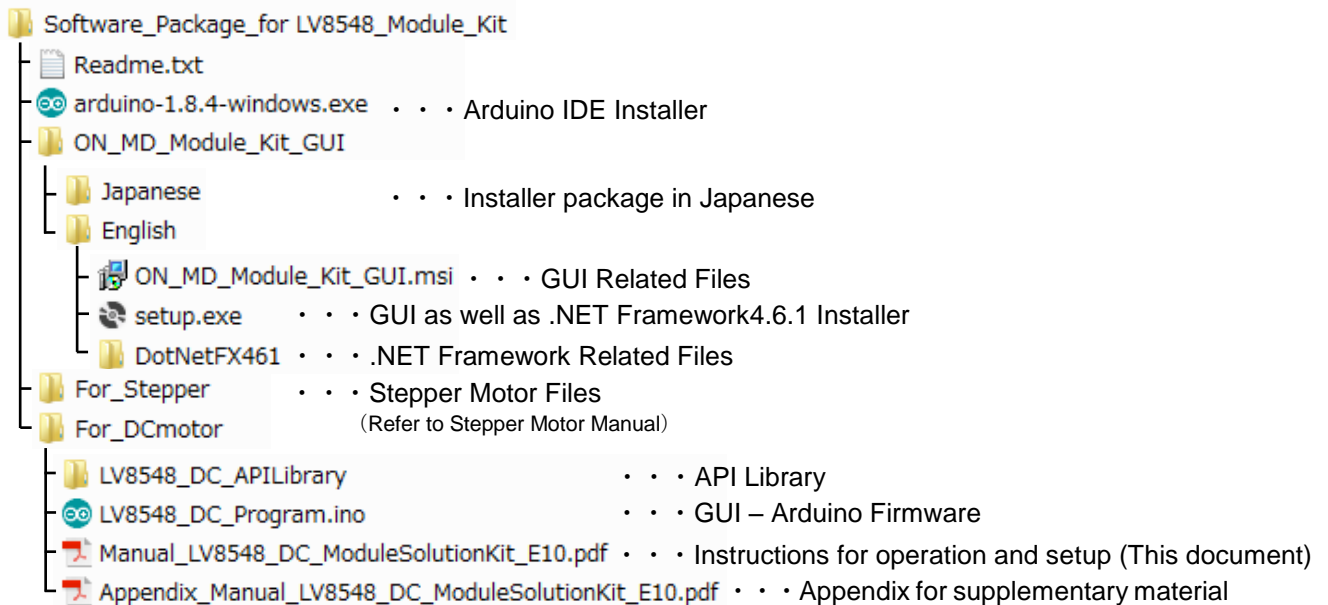 Software_Package_for LV8548_Module_Kit
Readme.txt
arduino-1.8.4-windows.exe ・・・Arduino IDE Installer
ON_MD_Module_Kit_GUI
Japanese ・・・Installer package in Japanese
English
ON_MD_Module_Kit_GUI.msi ・・・GUI Related Files
setup.exe ・・・GUI as well as .NET Framework4.6.1 Installer
DotNetFX461 ・・・.NET Framework Related Files
For_Stepper ・・・Stepper Motor Files
（Refer to Stepper Motor Manual）
For_DCmotor
LV8548_DC_APILibrary ・・・API Library
LV8548_DC_Program.ino ・・・GUI – Arduino Firmware
Manual_LV8548_DC_ModuleSolutionKit_E10.pdf ・・・Instructions for operation and setup (This document)
Appendix_Manual_LV8548_DC_ModuleSolutionKit_E10.pdf ・・・Appendix for supplementary material